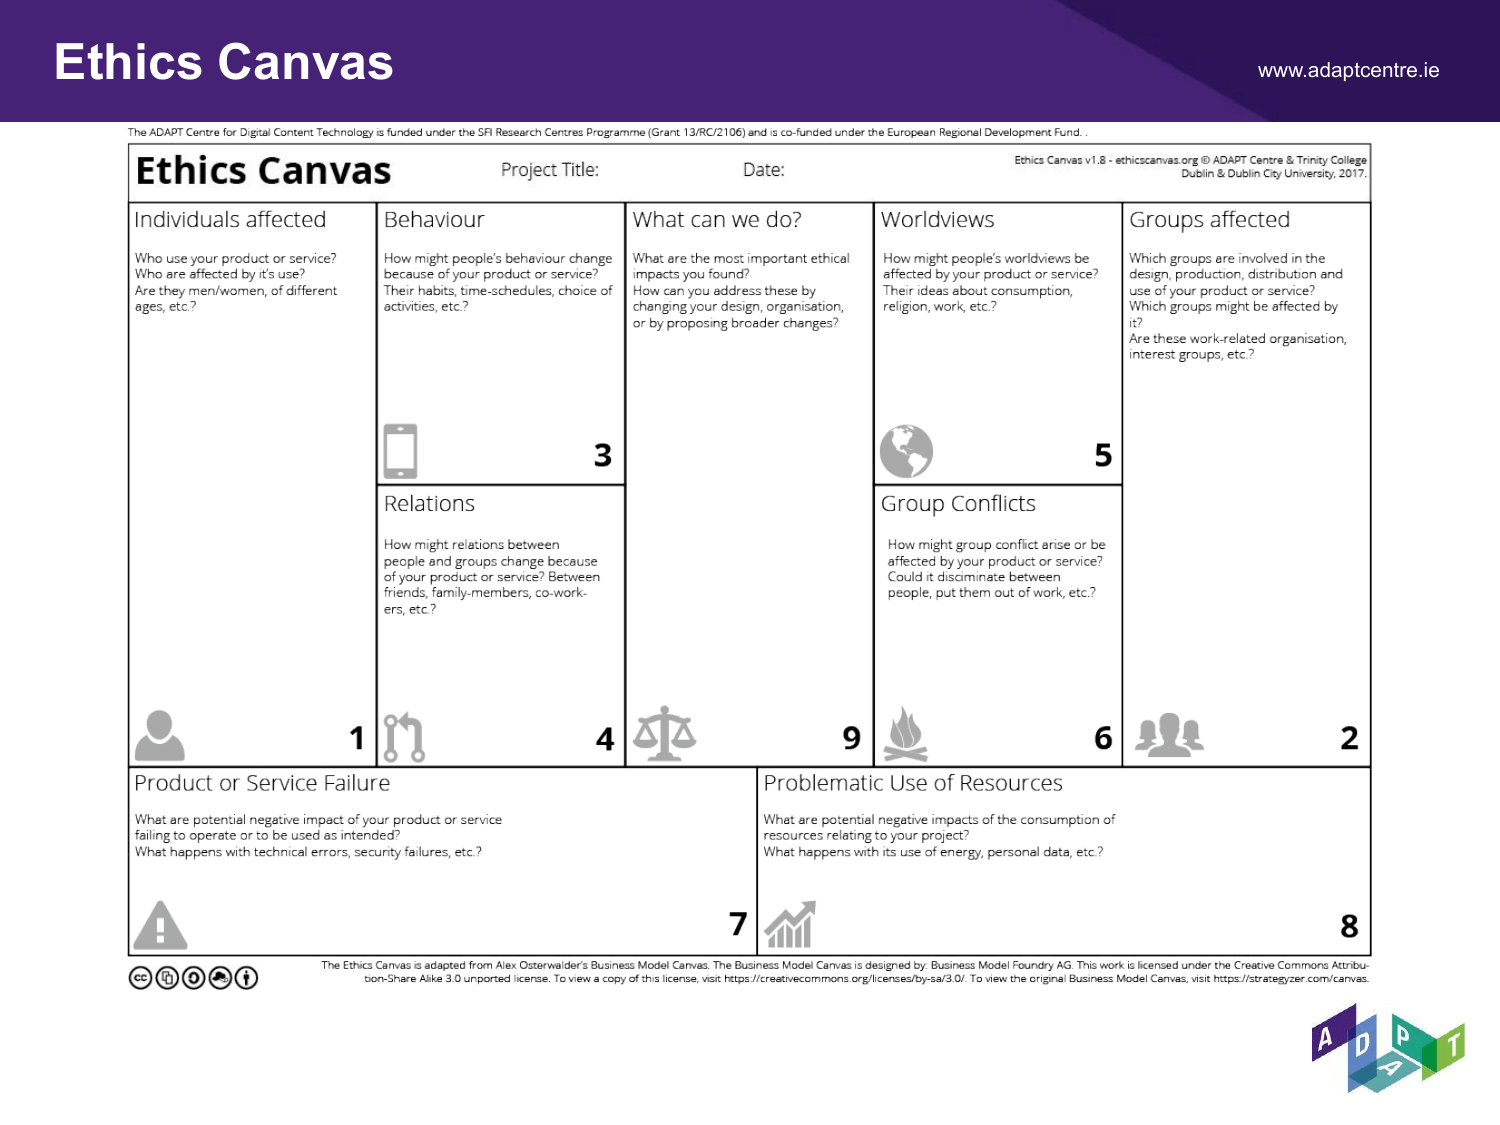 Ethics Canvas
www.adaptcentre.ie
The ADAPT Centre for Digital Content Technology is funded under the SFI Research Centres Programme (Grant 13/RC/2106) and is co-funded under the European Regional Development Fund. .
Ethics Canvas
Project Title:
Date:
Ethics Canvas v1.8 - ethicscanvas.org © ADAPT Centre & Trinity College
Dublin & Dublin City University, 2017.
Individuals affected
Who use your product or service?
Who are affected by it's use?
Are they men/women, of different
ages, etc.?
1
Behaviour
How might people's behaviour change
because of your product or service?
Their habits, time-schedules, choice of
activities, etc.?
3
Relations
How might relations between
people and groups change because
of your product or service? Between
friends, family-members, co-work-
ers, etc.?
4
What can we do?
What are the most important ethical
impacts you found?
How can you address these by
changing your design, organisation,
or by proposing broader changes?
9
Worldviews
How might people's worldviews be
affected by your product or service?
Their ideas about consumption,
religion, work, etc.?
5
Group Conflicts
How might group conflict arise or be
affected by your product or service?
Could it disciminate between
people, put them out of work, etc.?
6
Groups affected
Which groups are involved in the
design, production, distribution and
use of your product or service?
Which groups might be affected by
it?
Are these work-related organisation,
interest groups, etc.?
2
Product or Service Failure
What are potential negative impact of your product or service
failing to operate or to be used as intended?
What happens with technical errors, security failures, etc.?
7
Problematic Use of Resources
What are potential negative impacts of the consumption of
resources relating to your project?
What happens with its use of energy, personal data, etc.?
8
cc
The Ethics Canvas is adapted from Alex Osterwalder's Business Model Canvas. The Business Model Canvas is designed by: Business Model Foundry AG. This work is licensed under the Creative Commons Attribu-
tion-Share Alike 3.0 unported license. To view a copy of this license, visit https://creativecommons.org/licenses/by-sa/3.0/. To view the original Business Model Canvas, visit https://strategyzer.com/canvas.
ADAPT